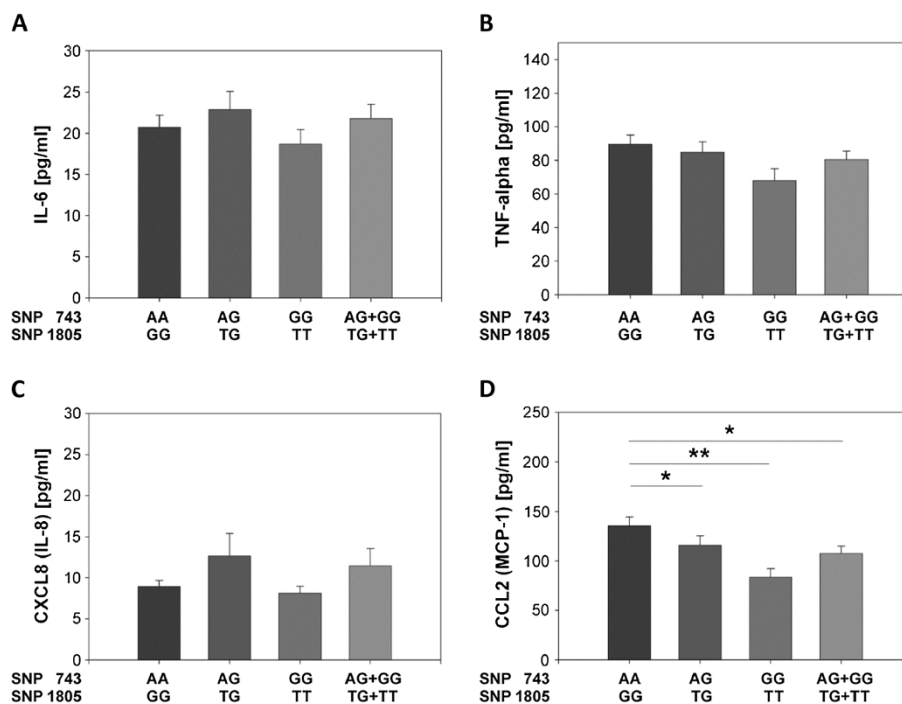 A
IL-6 [pg/ml]
30
25
20
15
10
5
0
SNP 743 AA AG GG AG+GG
SNP 1805 GG TG TT TG+TT
B
TNF-alpha [pg/ml]
140
120
100
80
60
40
20
0
SNP 743 AA AG GG AG+GG
SNP 1805 GG TG TT TG+TT
C
CXCL8 (IL-8) [pg/ml]
30
25
20
15
10
5
0
SNP 743 AA AG GG AG+GG
SNP 1805 GG TG TT TG+TT
D
CCL2 (MCP-1) [pg/ml]
250
200
150
100
50
0
*
**
*
SNP 743 AA AG GG AG+GG
SNP 1805 GG TG TT TG+TT